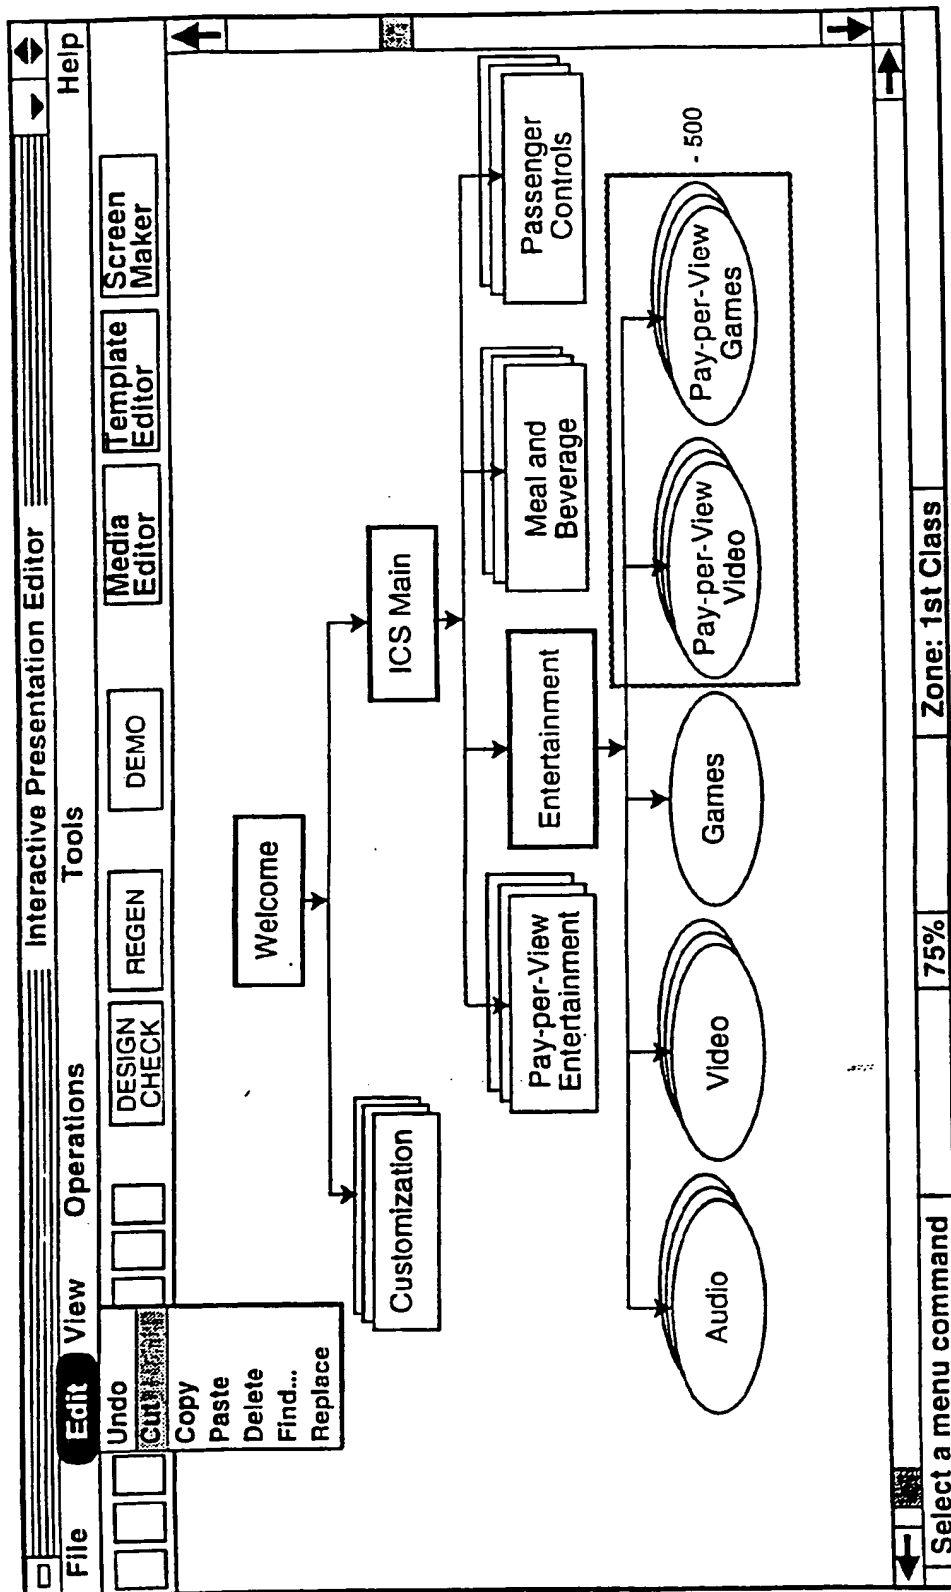 Interactive Presentation Editor
File Edit View Operations Tools Help
DESIGN
CHECK
REGEN
DEMO
Media
Editor
Template
Editor
Screen
Maker
Undo
Cut
Copy
Paste
Delete
Find...
Replace
Welcome
Customization
ICS Main
Pay-per-View
Entertainment
Entertainment
Meal and
Beverage
Passenger
Controls
Audio
Video
Games
Pay-per-View
Video
Pay-per-View
Games
- 500
Select a menu command
75%
Zone: 1st Class